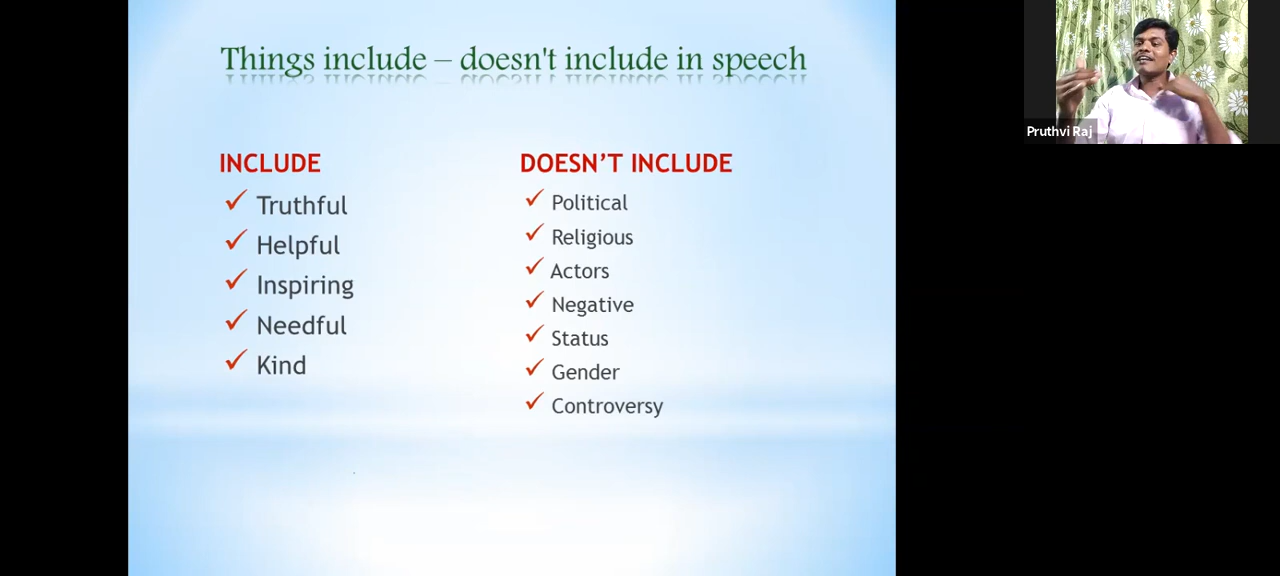 Things include – doesn't include in speech
INCLUDE
Truthful
Helpful
Inspiring
Needful
Kind
DOESN'T INCLUDE
Political
Religious
Actors
Negative
Status
Gender
Controversy
Pruthvi Raj